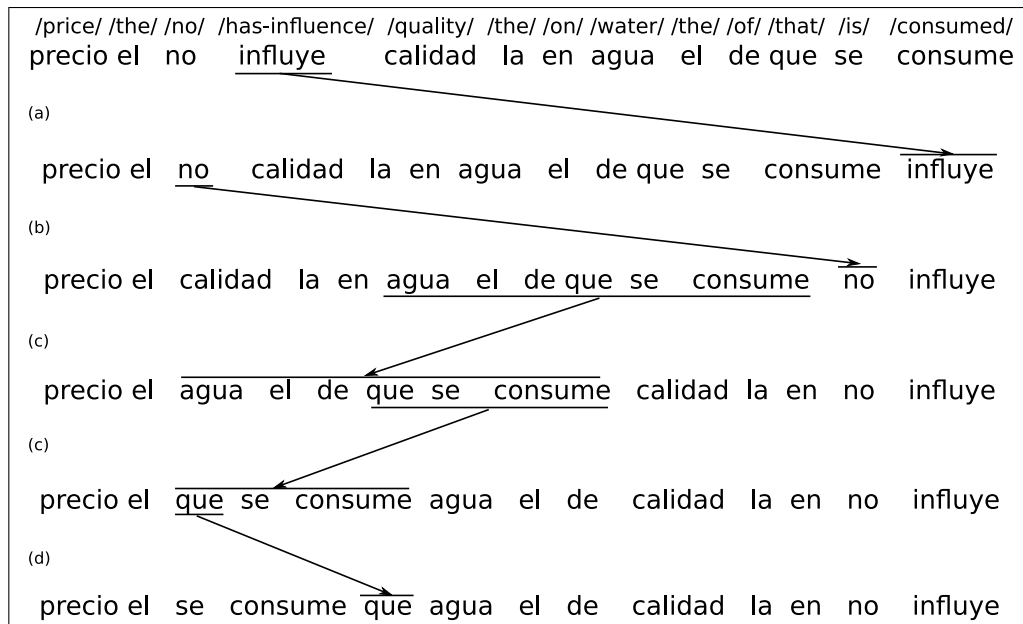 /price/ /the/ /no/ /has-influence/ /quality/ /the/ /on/ /water/ /the/ /of/ /that/ /is/ /consumed/
precio el no influye calidad la en agua el de que se consume
(a)
precio el no calidad la en agua el de que se consume influye
(b)
precio el calidad la en agua el de que se consume no influye
(c)
precio el agua el de que se consume calidad la en no influye
(c)
precio el que se consume agua el de calidad la en no influye
(d)
precio el se consume que agua el de calidad la en no influye